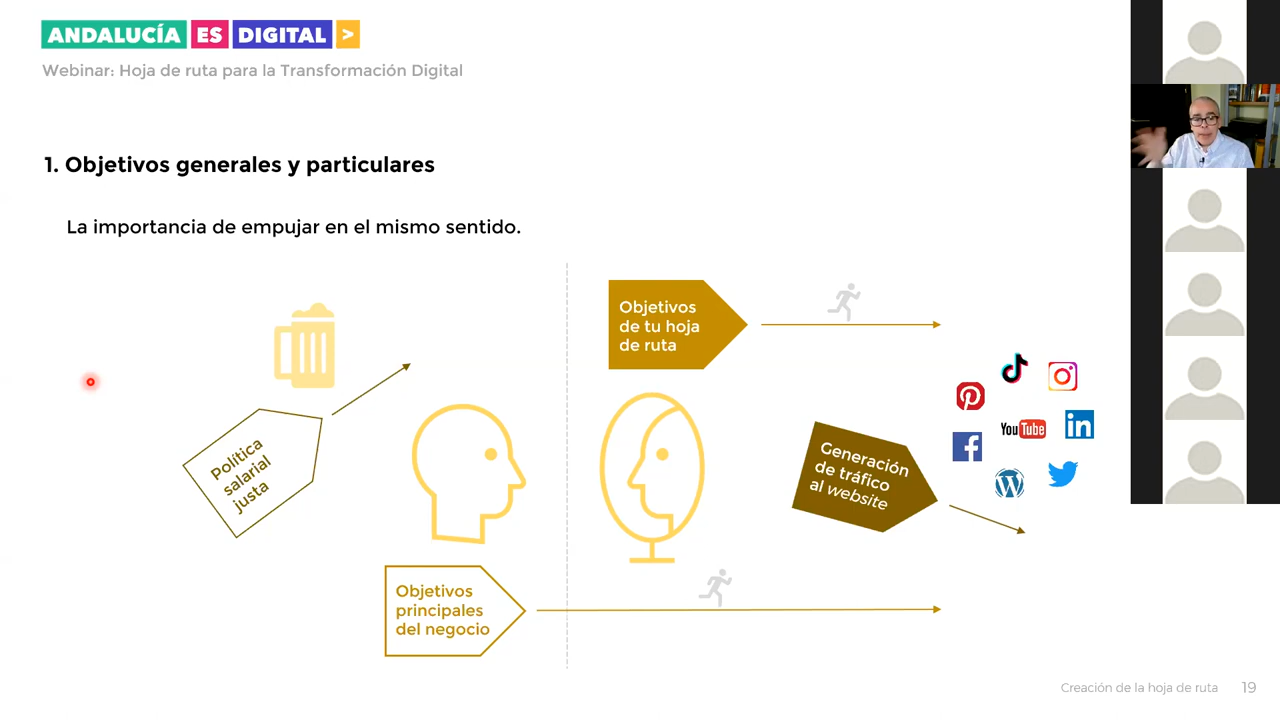 ANDALUCÍA ES DIGITAL >
Webinar: Hoja de ruta para la Transformación Digital
1. Objetivos generales y particulares
La importancia de empujar en el mismo sentido.
Objetivos
de tu hoja
de ruta
Política
salarial
justa
Generación
de tráfico
al website
YouTube
in
Objetivos
principales
del negocio
Creación de la hoja de ruta 19